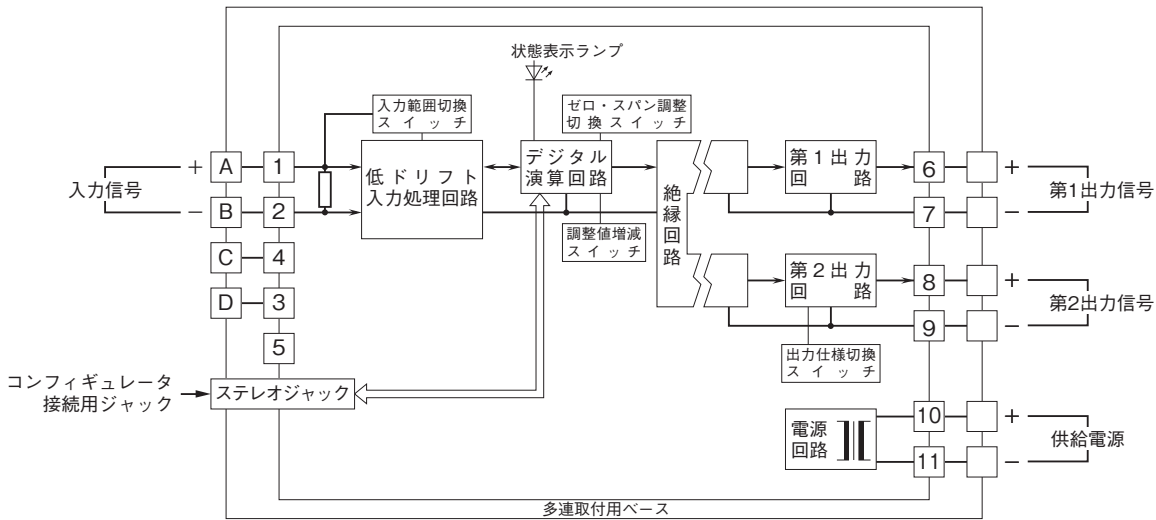 状態表示ランプ
入力範囲切換
スイッチ
ゼロ・スパン調整
切換スイッチ
+
A
1
入力信号
−
B
2
C
4
D
3
5
低ドリフト
入力処理回路
デジタル
演算回路
調整値増減
スイッチ
絶縁回路
第1出力
回路
6
+
第1出力信号
7
−
第2出力
回路
8
+
第2出力信号
9
−
出力仕様切換
スイッチ
コンフィギュレータ
接続用ジャック
ステレオジャック
電源
回路
10
+
供給電源
11
−
多連取付用ベース